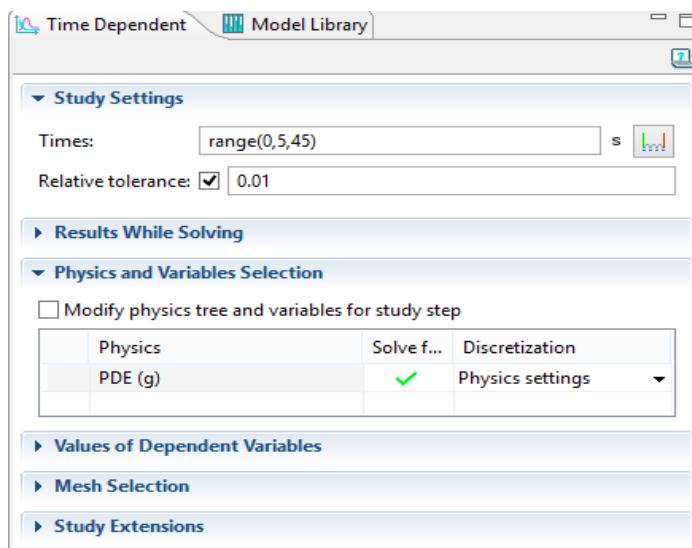 Time Dependent Model Library
Study Settings
Times: range(0,5,45) s
Relative tolerance: 0.01
Results While Solving
Physics and Variables Selection
Modify physics tree and variables for study step
Physics Solve f... Discretization
PDE (g) Physics settings
Values of Dependent Variables
Mesh Selection
Study Extensions